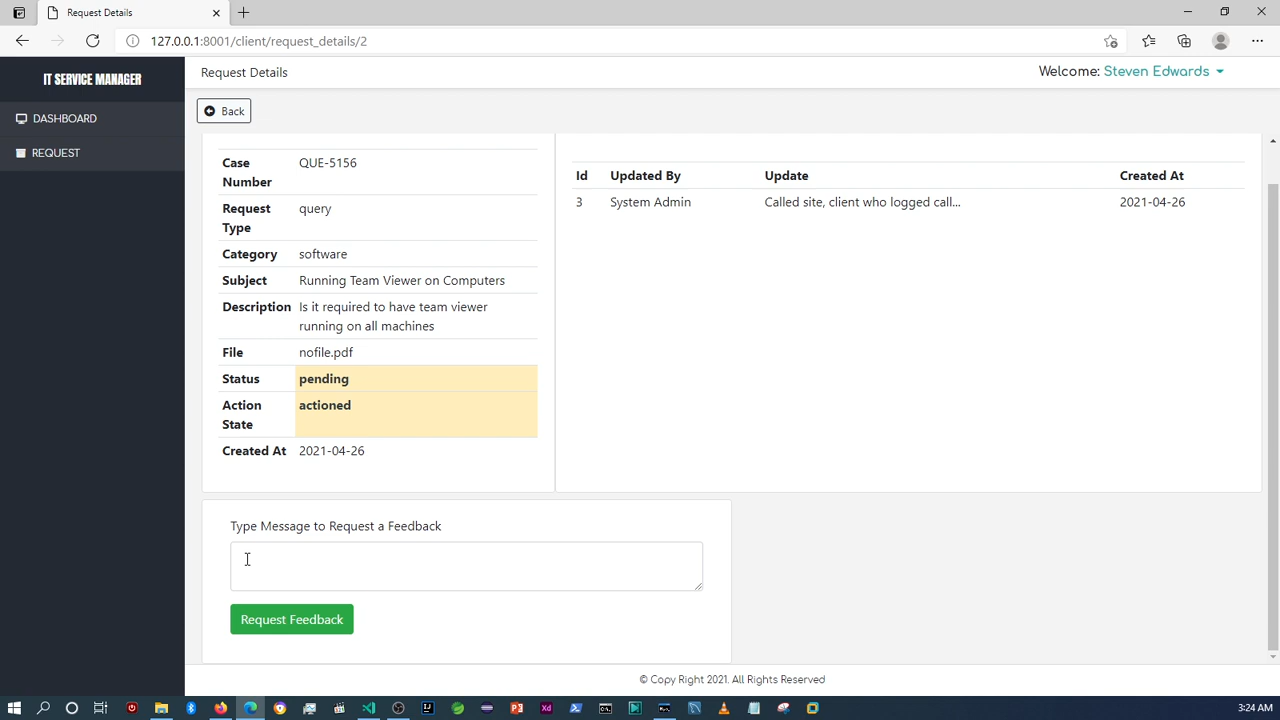 Request Details
127.0.0.1:8001/client/request_details/2
IT SERVICE MANAGER
Request Details
Welcome: Steven Edwards
DASHBOARD
REQUEST
Back
Case Number QUE-5156
Request Type query
Category software
Subject Running Team Viewer on Computers
Description Is it required to have team viewer
running on all machines
File nofile.pdf
Status pending
Action State actioned
Created At 2021-04-26
Id Updated By Update Created At
3 System Admin Called site, client who logged call... 2021-04-26
Type Message to Request a Feedback
Request Feedback
© Copy Right 2021. All Rights Reserved
3:24 AM